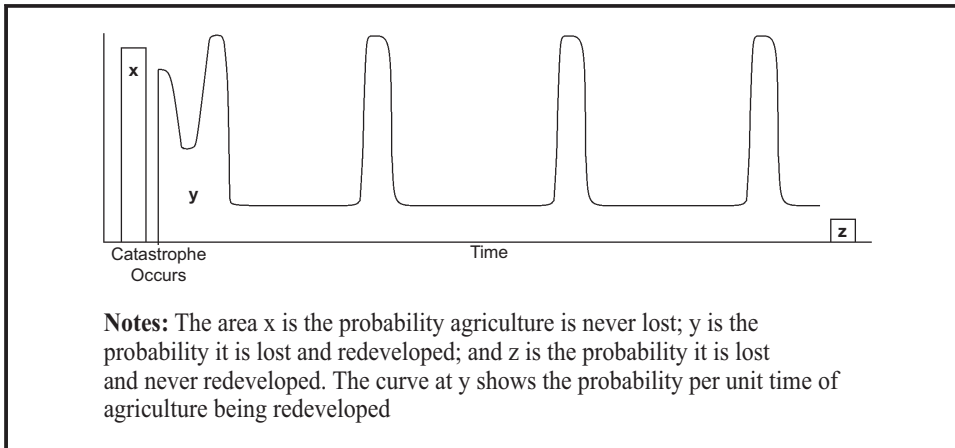 x
y
z
Catastrophe
Occurs
Time
Notes: The area x is the probability agriculture is never lost; y is the
probability it is lost and redeveloped; and z is the probability it is lost
and never redeveloped. The curve at y shows the probability per unit time of
agriculture being redeveloped